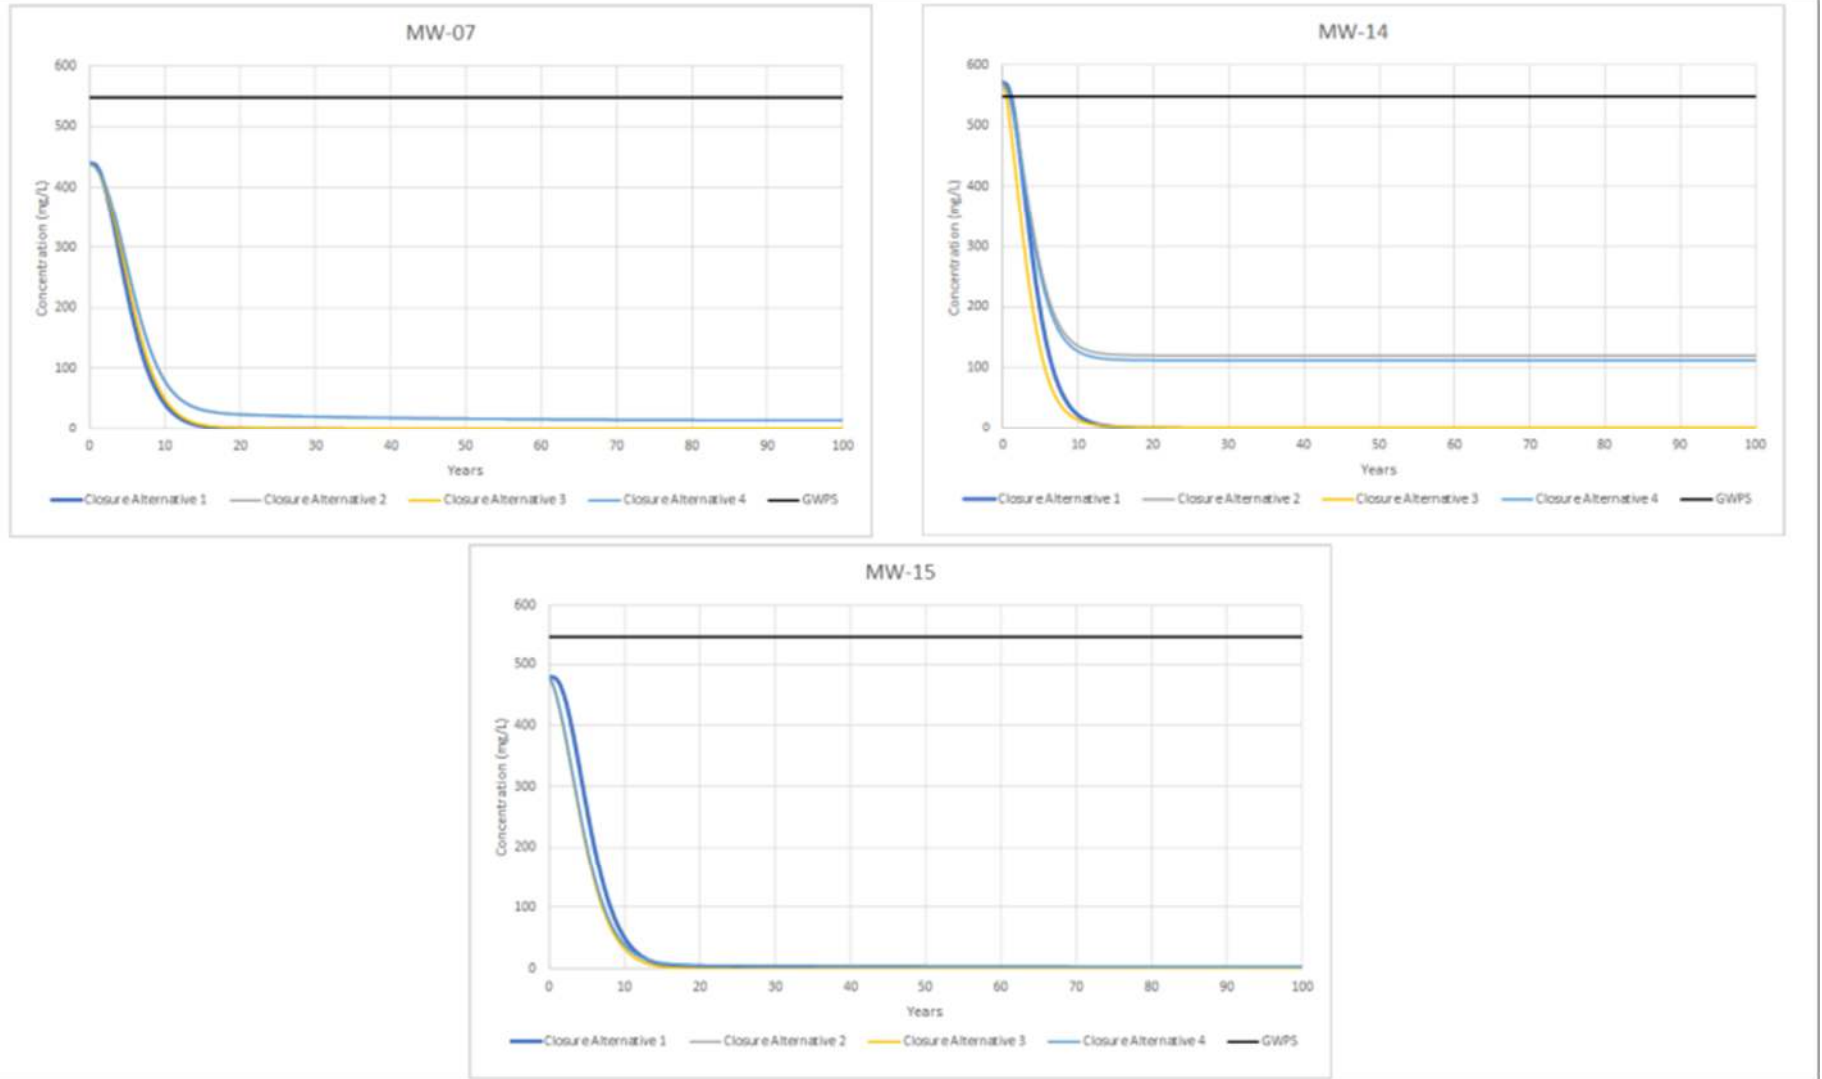 MW-07
600
500
400
300
200
100
0
Concentration (mg/L)
0 10 20 30 40 50 60 70 80 90 100
Years
Closure Alternative 1 Closure Alternative 2 Closure Alternative 3 Closure Alternative 4 GWPS
MW-14
600
500
400
300
200
100
0
Concentration (mg/L)
0 10 20 30 40 50 60 70 80 90 100
Years
Closure Alternative 1 Closure Alternative 2 Closure Alternative 3 Closure Alternative 4 GWPS
MW-15
600
500
400
300
200
100
0
Concentration (mg/L)
0 10 20 30 40 50 60 70 80 90 100
Years
Closure Alternative 1 Closure Alternative 2 Closure Alternative 3 Closure Alternative 4 GWPS